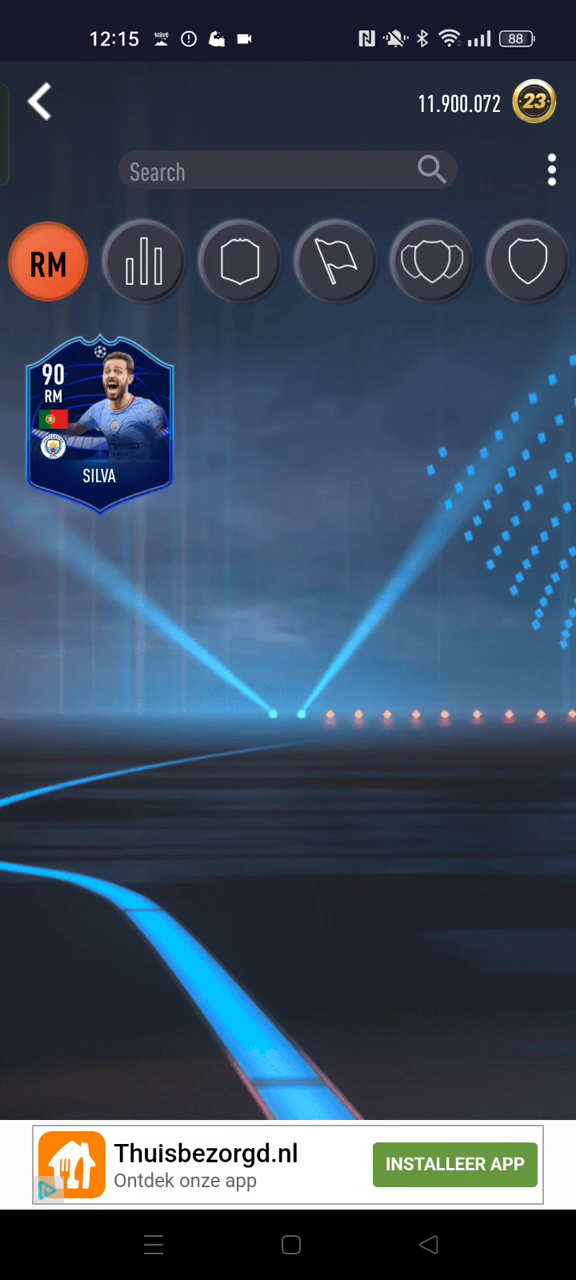 12:15
88
11.900.072
23
Search
RM
90
RM
SILVA
Thuisbezorgd.nl
Ontdek onze app
INSTALLEER APP